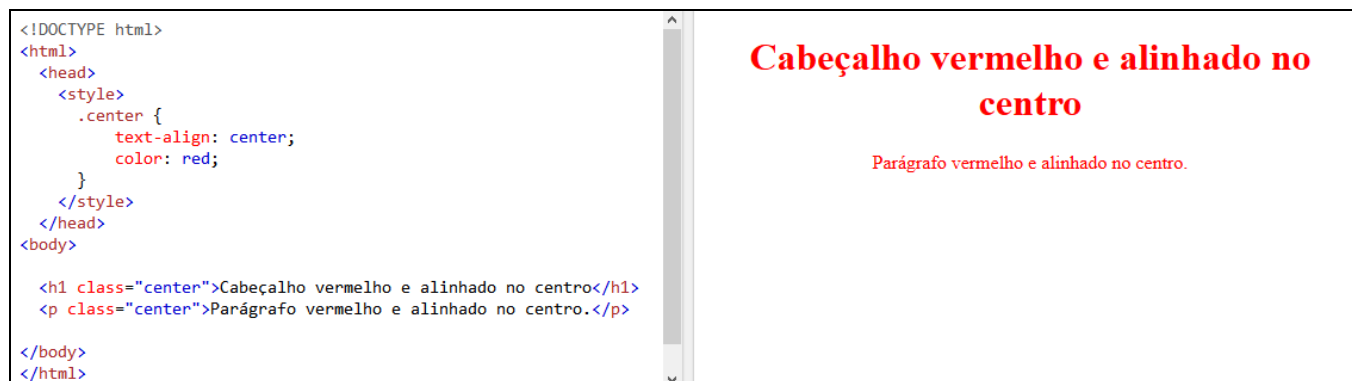 <!DOCTYPE html>
<html>
  <head>
    <style>
      .center {
          text-align: center;
          color: red;
      }
    </style>
  </head>
<body>
  <h1 class="center">Cabeçalho vermelho e alinhado no centro</h1>
  <p class="center">Parágrafo vermelho e alinhado no centro.</p>
</body>
</html>
Cabeçalho vermelho e alinhado no
centro
Parágrafo vermelho e alinhado no centro.